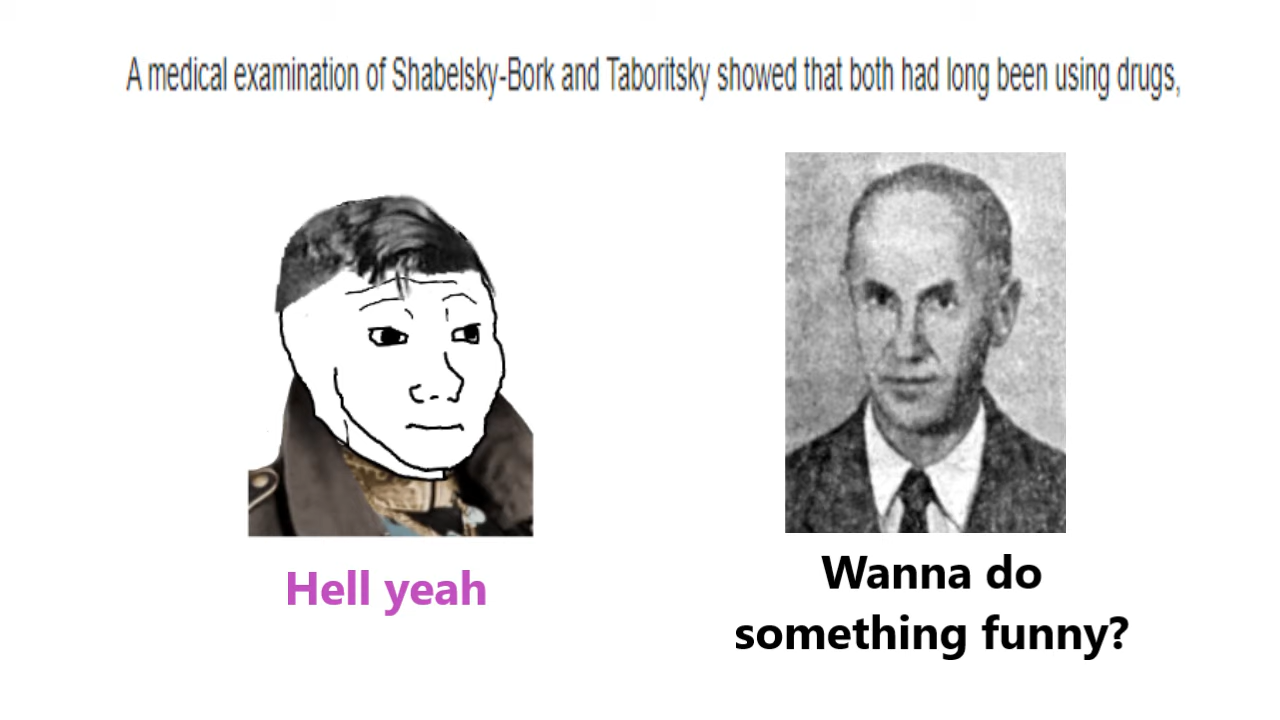 A medical examination of Shabelsky-Bork and Taboritsky showed that both had long been using drugs,
Hell yeah
Wanna do
something funny?